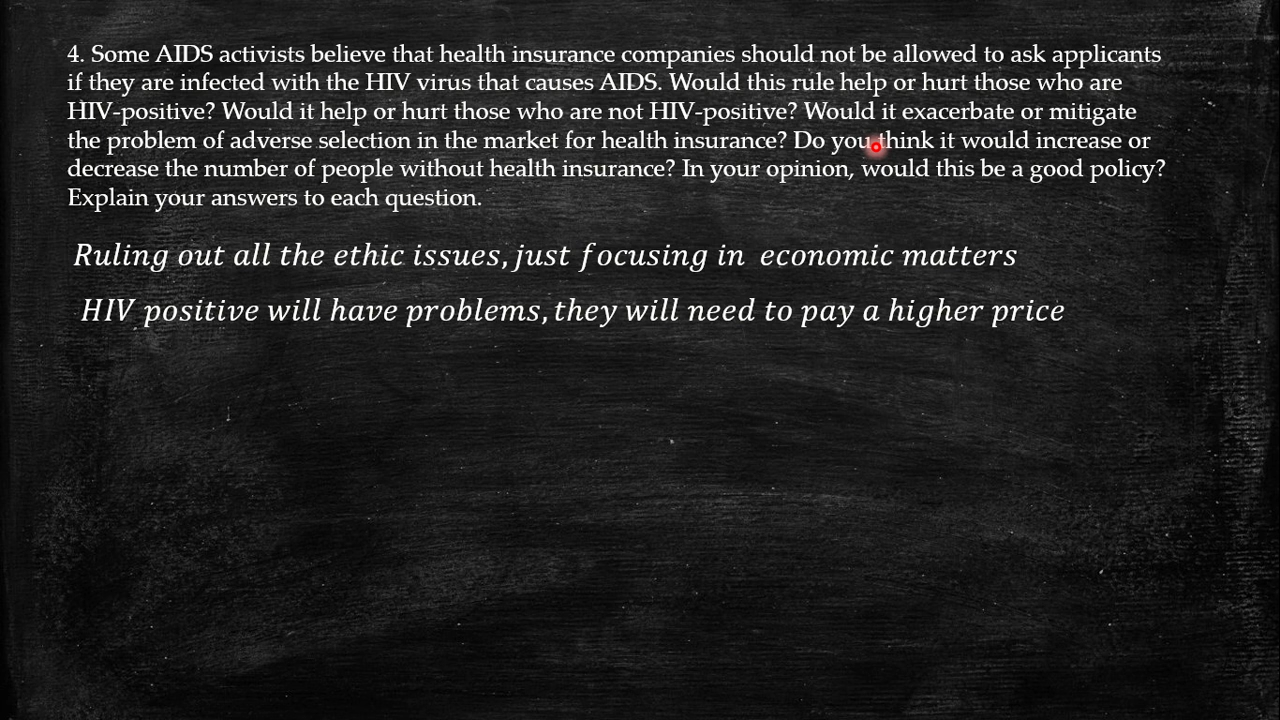 4. Some AIDS activists believe that health insurance companies should not be allowed to ask applicants
if they are infected with the HIV virus that causes AIDS. Would this rule help or hurt those who are
HIV-positive? Would it help or hurt those who are not HIV-positive? Would it exacerbate or mitigate
the problem of adverse selection in the market for health insurance? Do you think it would increase or
decrease the number of people without health insurance? In your opinion, would this be a good policy?
Explain your answers to each question.
Ruling out all the ethic issues, just focusing in economic matters
HIV positive will have problems, they will need to pay a higher price